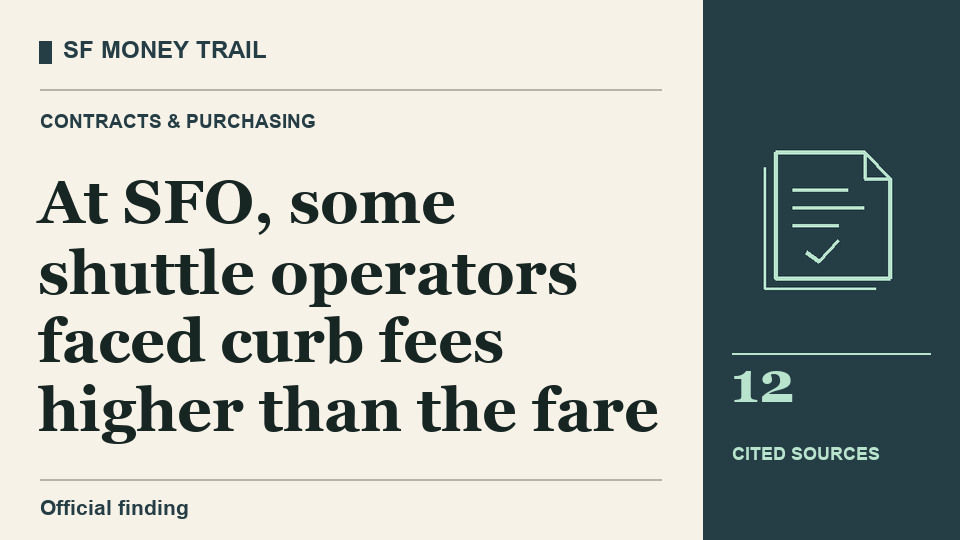 SF MONEY TRAIL
CONTRACTS & PURCHASING
At SFO, some
shuttle operators
faced curb fees
higher than the fare
Official finding
12
CITED SOURCES